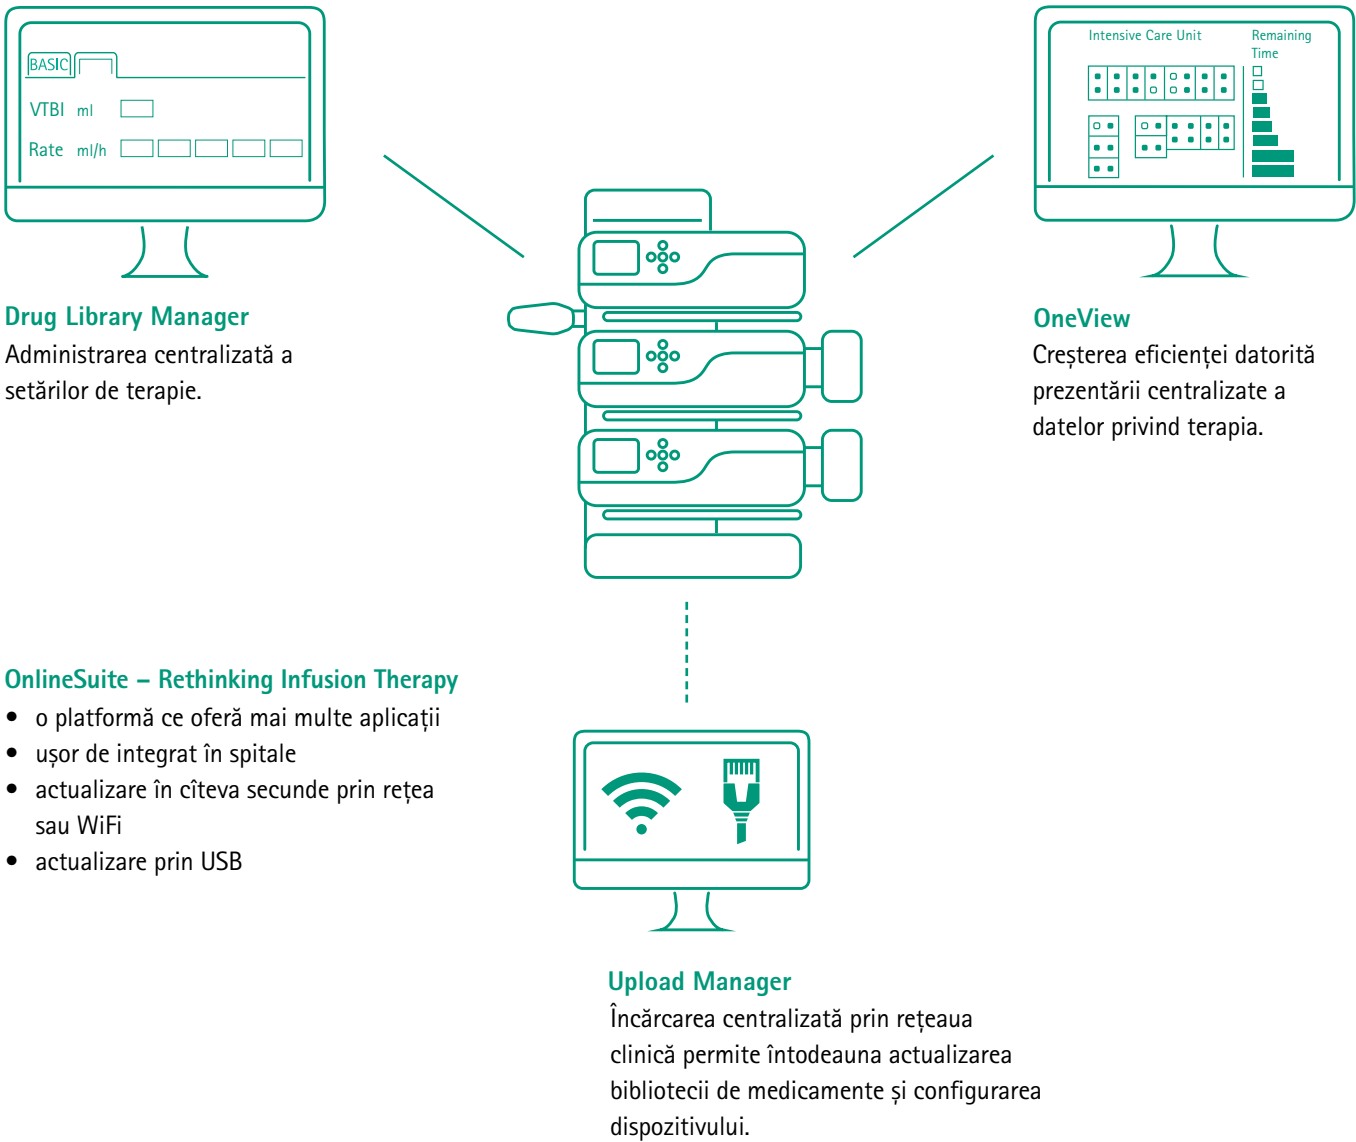 BASIC
VTBI ml
Rate ml/h
Intensive Care Unit
Remaining
Time
Drug Library Manager
Administrarea centralizată a
setărilor de terapie.
OneView
Creșterea eficienței datorită
prezentării centralizate a
datelor privind terapia.
OnlineSuite – Rethinking Infusion Therapy
• o platformă ce oferă mai multe aplicații
• ușor de integrat în spitale
• actualizare în cîteva secunde prin rețea
sau WiFi
• actualizare prin USB
Upload Manager
Încărcarea centralizată prin rețeaua
clinică permite întodeauna actualizarea
bibliotecii de medicamente și configurarea
dispozitivului.